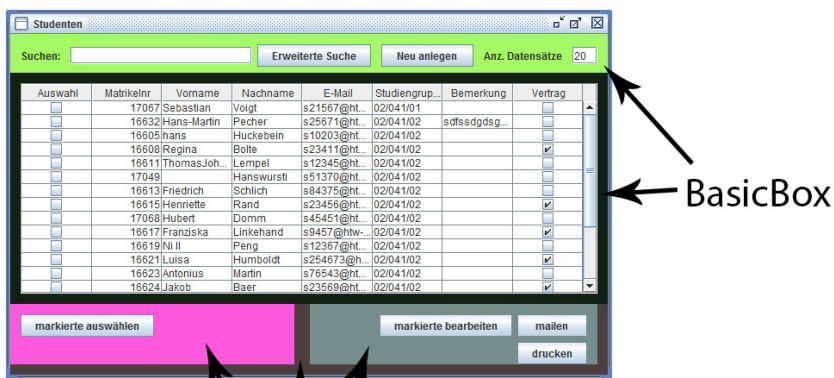 Studenten
Suchen: Erweiterte Suche Neu anlegen Anz. Datensätze 20
Auswahl Matrikelnr Vorname Nachname E-Mail Studiengrup... Bemerkung Vertrag
17067 Sebastian Voigt s21567@ht... 02/041/01
16632 Hans-Martin Pecher s25671@ht... 02/041/02 sdfssdgdsg...
16605 hans Huckebein s10203@ht... 02/041/02
16608 Regina Bolte s23411@ht... 02/041/02
16611 ThomasJoh... Lempel s12345@ht... 02/041/02
17049 Hanswursti s51370@ht... 02/041/02
16613 Friedrich Schlich s84375@ht... 02/041/02
16615 Henriette Rand s23456@ht... 02/041/02
17068 Hubert Domm s45451@ht... 02/041/02
16617 Franziska Linkehand s9457@htw-... 02/041/02
16619 Ni II Peng s12367@ht... 02/041/02
16621 Luisa Humboldt s254673@h... 02/041/02
16623 Antonius Martin s76543@ht... 02/041/02
16624 Jakob Baer s23569@ht... 02/041/02
BasicBox
markierte auswählen markierte bearbeiten mailen
drucken